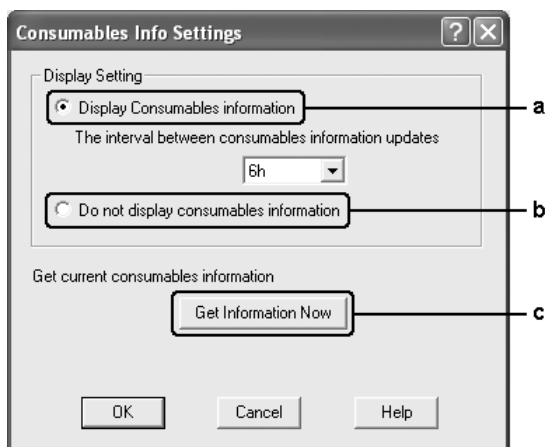 Consumables Info Settings
Display Setting
Display Consumables information
a
The interval between consumables information updates
6h
Do not display consumables information
b
Get current consumables information
Get Information Now
c
OK Cancel Help